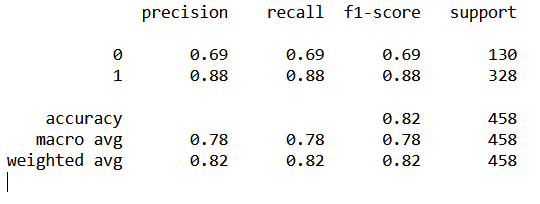 precision recall f1-score support
0 0.69 0.69 0.69 130
1 0.88 0.88 0.88 328
accuracy 0.82 458
macro avg 0.78 0.78 0.78 458
weighted avg 0.82 0.82 0.82 458